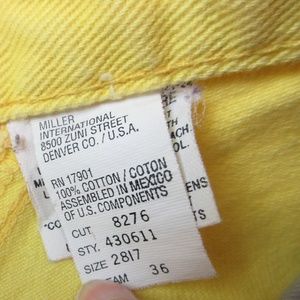 MILLER
INTERNATIONAL
8500 ZUNI STREET
DENVER CO. / U.S.A.
RN 17901
100% COTTON / COTON
ASSEMBLED IN MEXICO
OF U.S. COMPONENTS
CUT 8276
STY. 430611
SIZE 2817
36